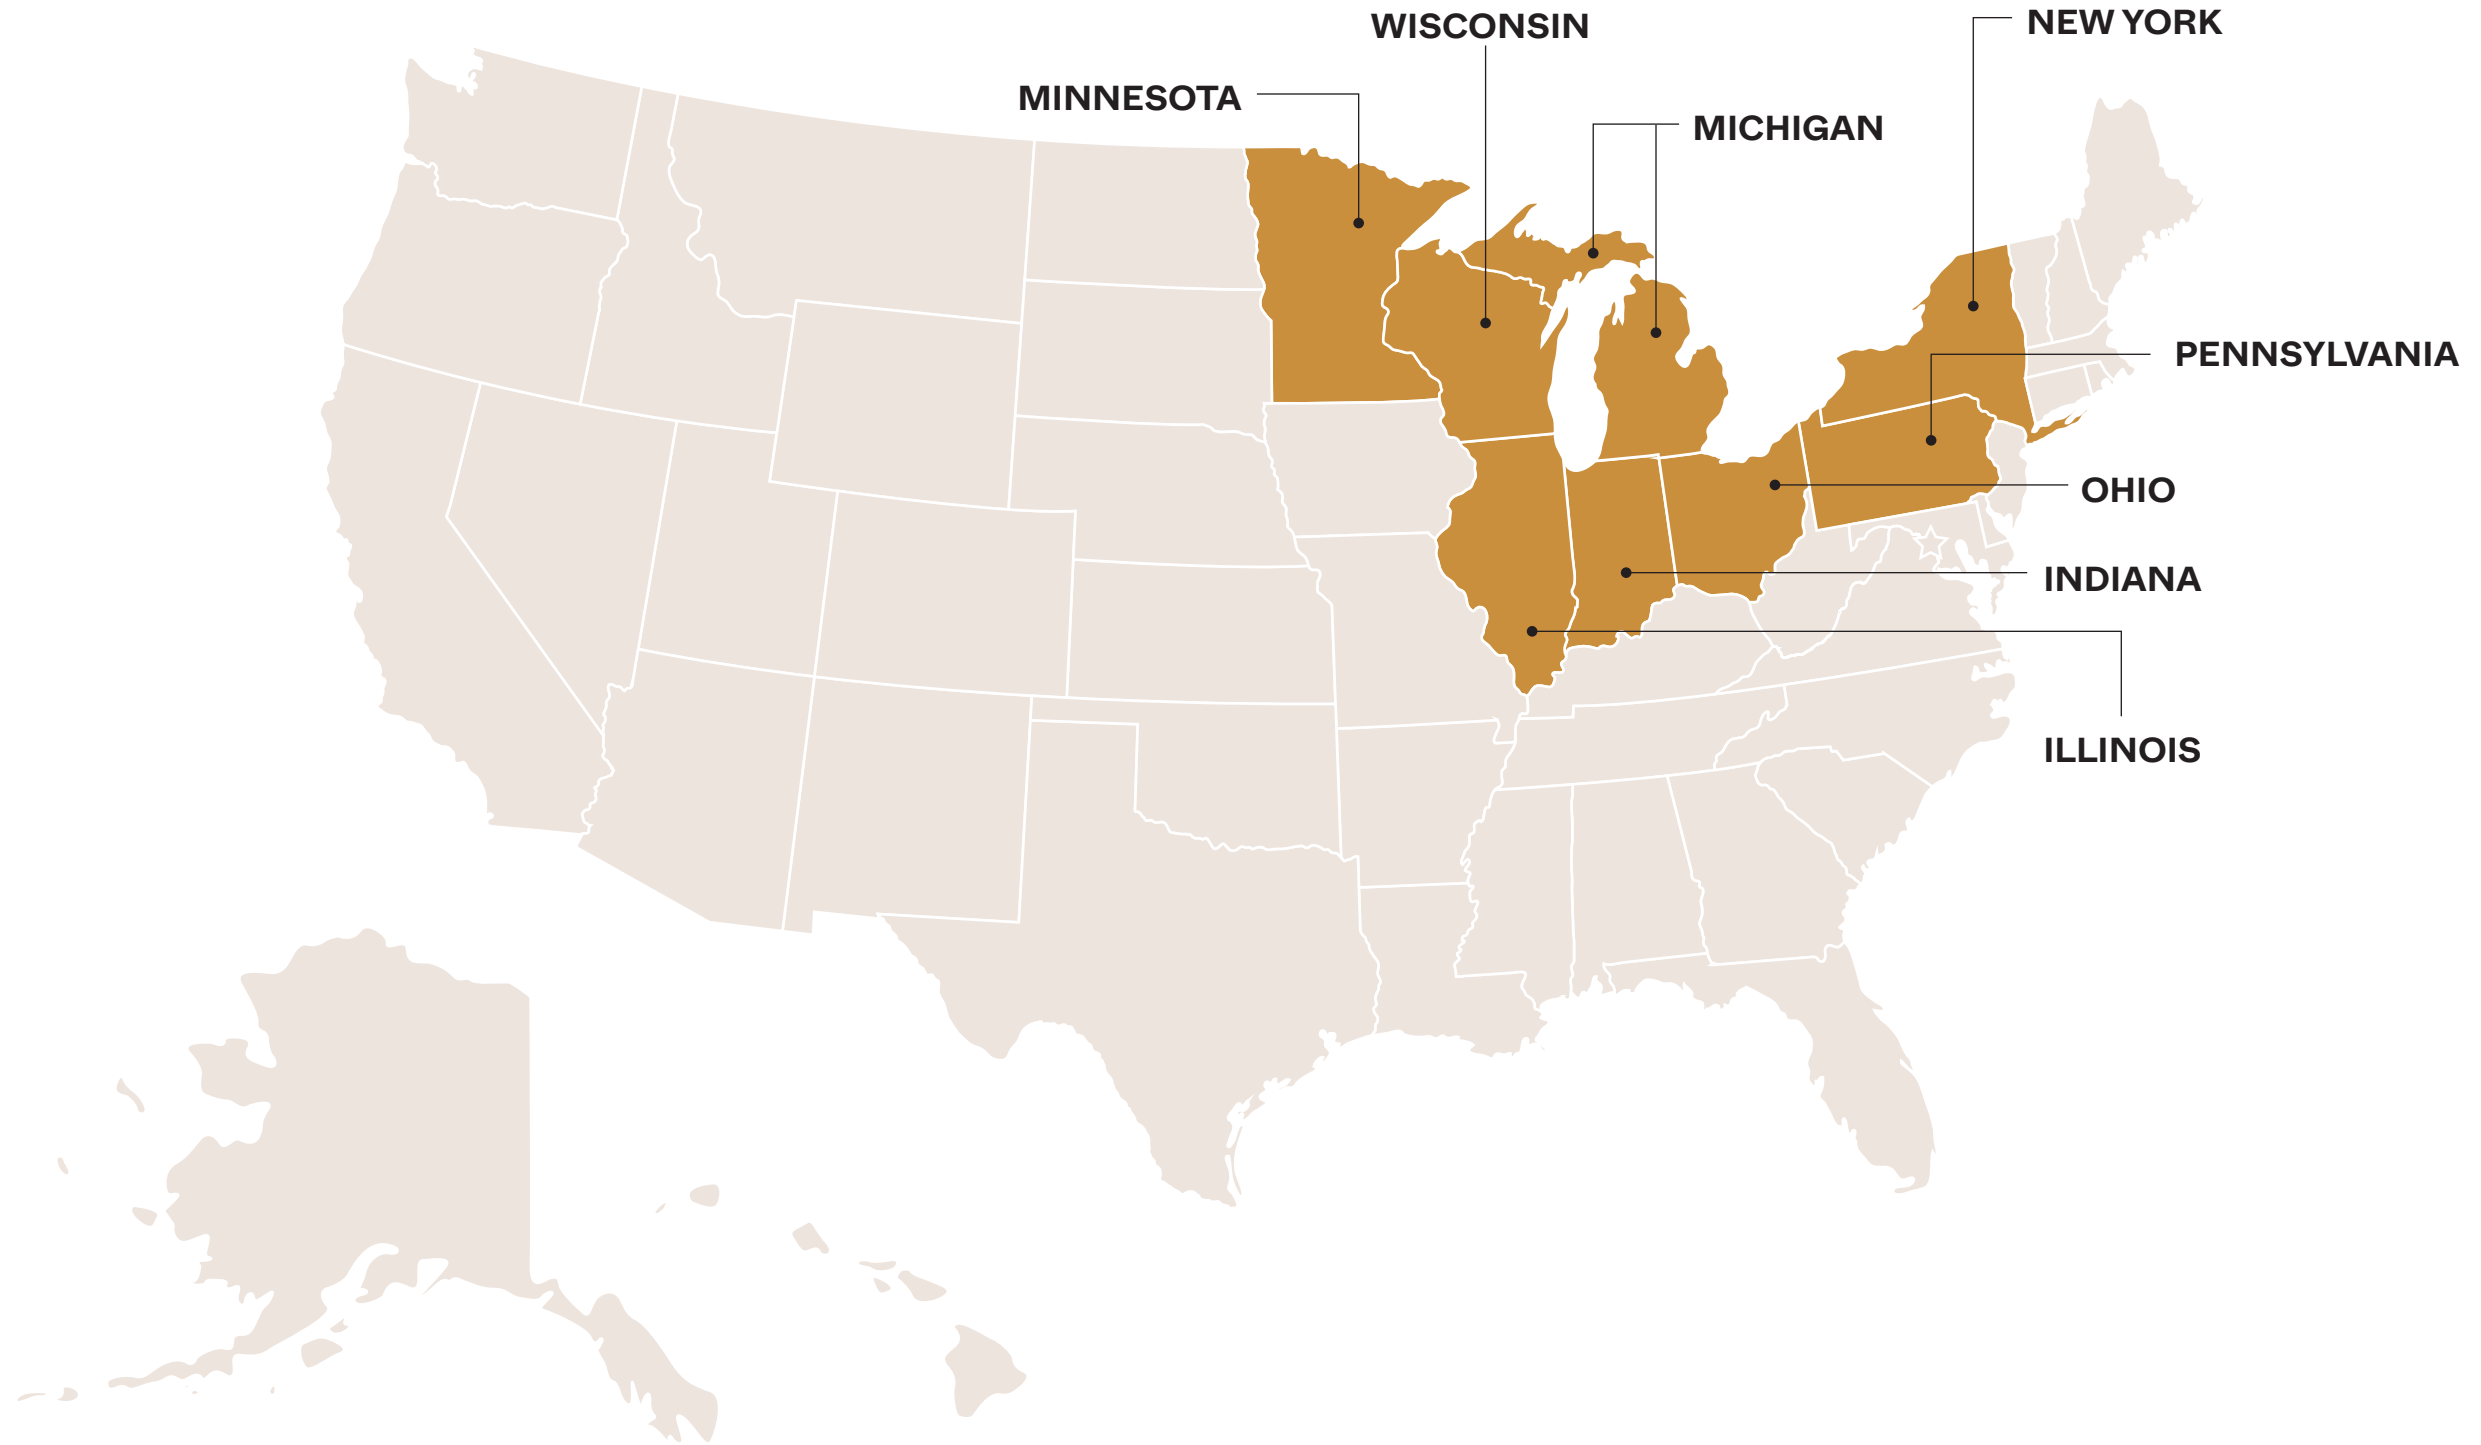 WISCONSIN
NEW YORK
MINNESOTA
MICHIGAN
PENNSYLVANIA
OHIO
INDIANA
ILLINOIS